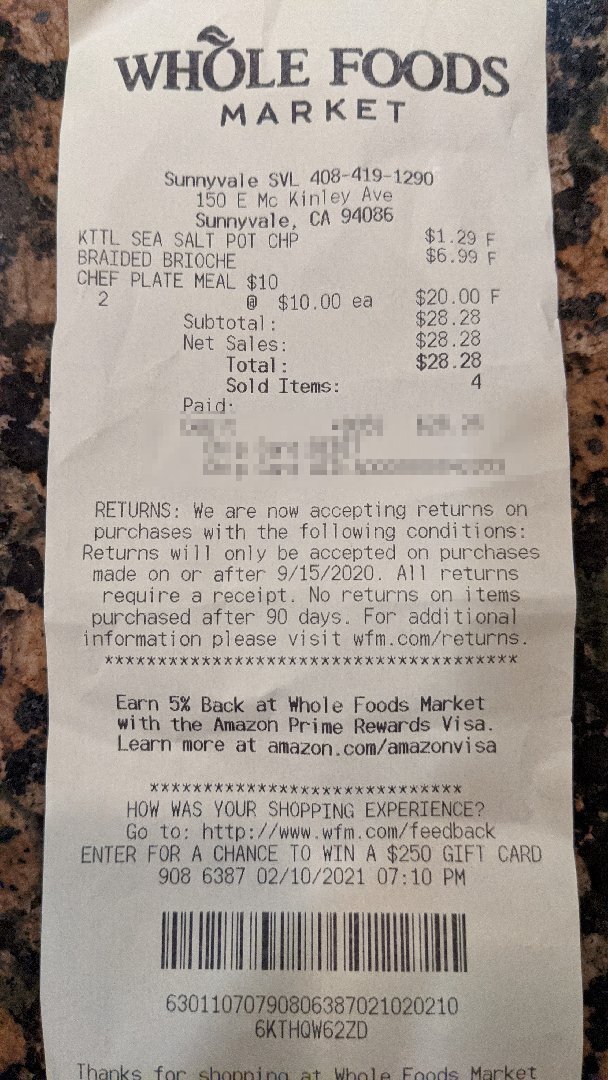 WHOLE FOODS
MARKET
Sunnyvale SVL 408-419-1290
150 E Mc Kinley Ave
Sunnyvale, CA 94086
KTTL SEA SALT POT CHP $1.29 F
BRAIDED BRIOCHE $6.99 F
CHEF PLATE MEAL $10
2 @ $10.00 ea $20.00 F
Subtotal: $28.28
Net Sales: $28.28
Total: $28.28
Sold Items: 4
Paid:
RETURNS: We are now accepting returns on
purchases with the following conditions:
Returns will only be accepted on purchases
made on or after 9/15/2020. All returns
require a receipt. No returns on items
purchased after 90 days. For additional
information please visit wfm.com/returns.
***************************************
Earn 5% Back at Whole Foods Market
with the Amazon Prime Rewards Visa.
Learn more at amazon.com/amazonvisa
******************************
HOW WAS YOUR SHOPPING EXPERIENCE?
Go to: http://www.wfm.com/feedback
ENTER FOR A CHANCE TO WIN A $250 GIFT CARD
908 6387 02/10/2021 07:10 PM
63011070790806387021020210
6KTHQW62ZD
Thanks for shopping at Whole Foods Market